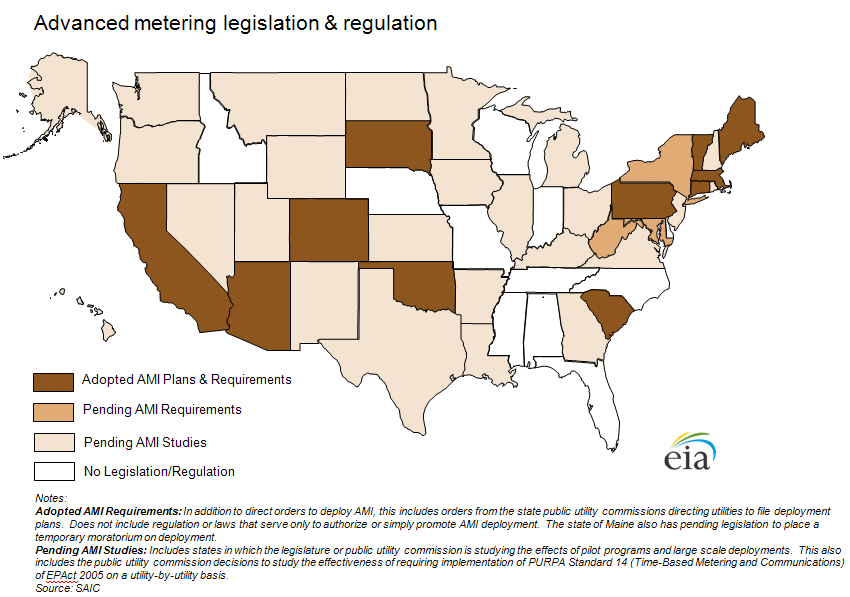 Advanced metering legislation & regulation
Adopted AMI Plans & Requirements
Pending AMI Requirements
Pending AMI Studies
No Legislation/Regulation
eia
Notes:
Adopted AMI Requirements: In addition to direct orders to deploy AMI, this includes orders from the state public utility commissions directing utilities to file deployment
plans.  Does not include regulation or laws that serve only to authorize or simply promote AMI deployment.  The state of Maine also has pending legislation to place a
temporary moratorium on deployment.
Pending AMI Studies: Includes states in which the legislature or public utility commission is studying the effects of pilot programs and large scale deployments.  This also
includes the public utility commission decisions to study the effectiveness of requiring implementation of PURPA Standard 14 (Time-Based Metering and Communications)
of EPAct 2005 on a utility-by-utility basis.
Source: SAIC